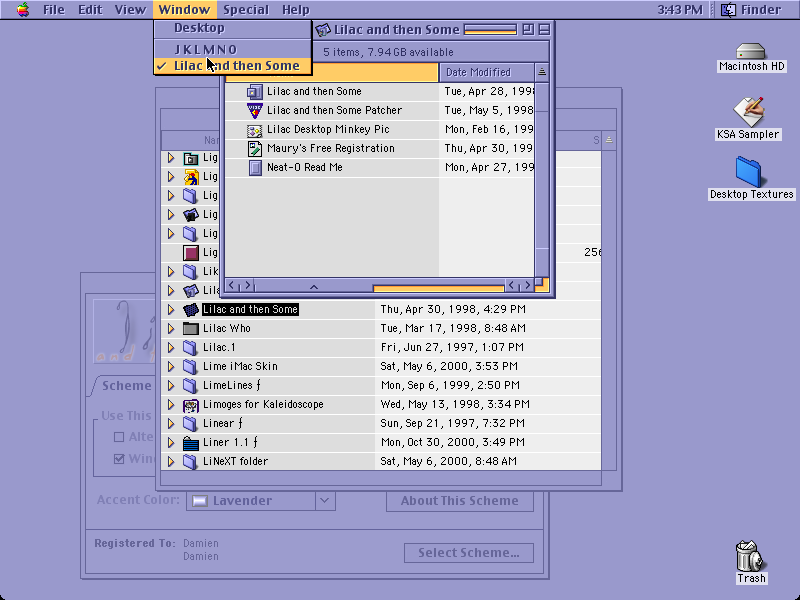 File Edit View Window Special Help 3:43 PM Finder
Desktop
J K L M N O
✓ Lilac and then Some
Lilac and then Some
5 items, 7.94 GB available
Date Modified
Lilac and then Some Tue, Apr 28, 1998
Lilac and then Some Patcher Tue, May 5, 1998
Lilac Desktop Minkey Pic Mon, Feb 16, 199
Maury's Free Registration Thu, Apr 30, 199
Neat-O Read Me Mon, Apr 27, 199
Macintosh HD
KSA Sampler
Desktop Textures
Trash
Nar S
Lig
Lig
Lig
Lig
Lig
Lig 256
Lik
Lila
Lilac and then Some Thu, Apr 30, 1998, 4:29 PM
Lilac Who Tue, Mar 17, 1998, 8:48 AM
Lilac.1 Fri, Jun 27, 1997, 1:07 PM
Lime iMac Skin Sat, May 6, 2000, 3:53 PM
LimeLines ƒ Mon, Sep 6, 1999, 2:50 PM
Limoges for Kaleidoscope Wed, May 13, 1998, 3:34 PM
Linear ƒ Sun, Sep 21, 1997, 7:32 PM
Liner 1.1 ƒ Mon, Oct 30, 2000, 3:49 PM
LiNeXT folder Sat, May 6, 2000, 8:48 AM
Scheme
Use This
Alte
Win
Accent Color: Lavender About This Scheme
Registered To: Damien
Damien
Select Scheme...